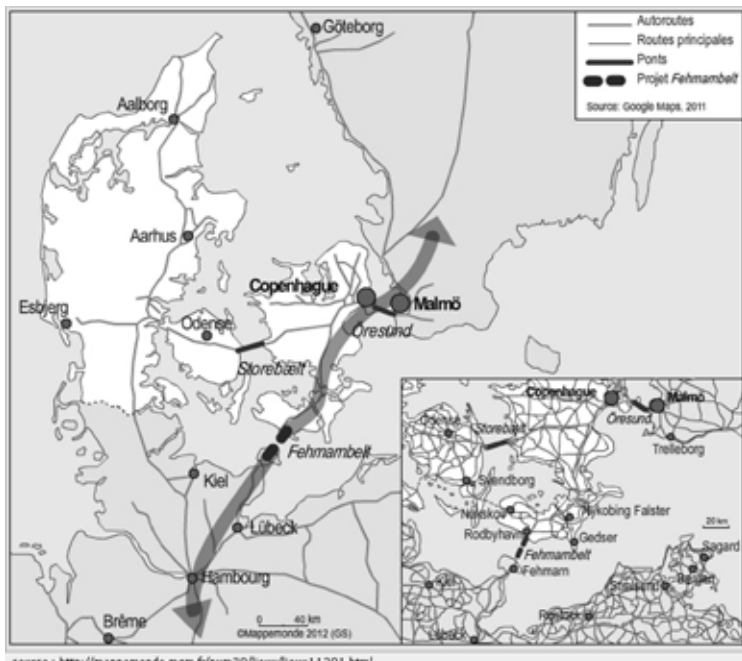 Göteborg
Autoroutes
Routes principales
Ponts
Projet Fehmambelt
Source: Google Maps, 2011
Aalborg
Aarhus
Copenhague
Malmö
Esbjerg
Odense
Öresund
Storebælt
Fehmambelt
Kiel
Lübeck
Hambourg
Brême
0 40 km
©Mappemonde 2012 (GS)
Copenhague
Malmö
Storebælt
Öresund
Trelleborg
Svendborg
Nykobing Falster
20 km
Gedser
Fehmambelt
Fehmarn
Sagard